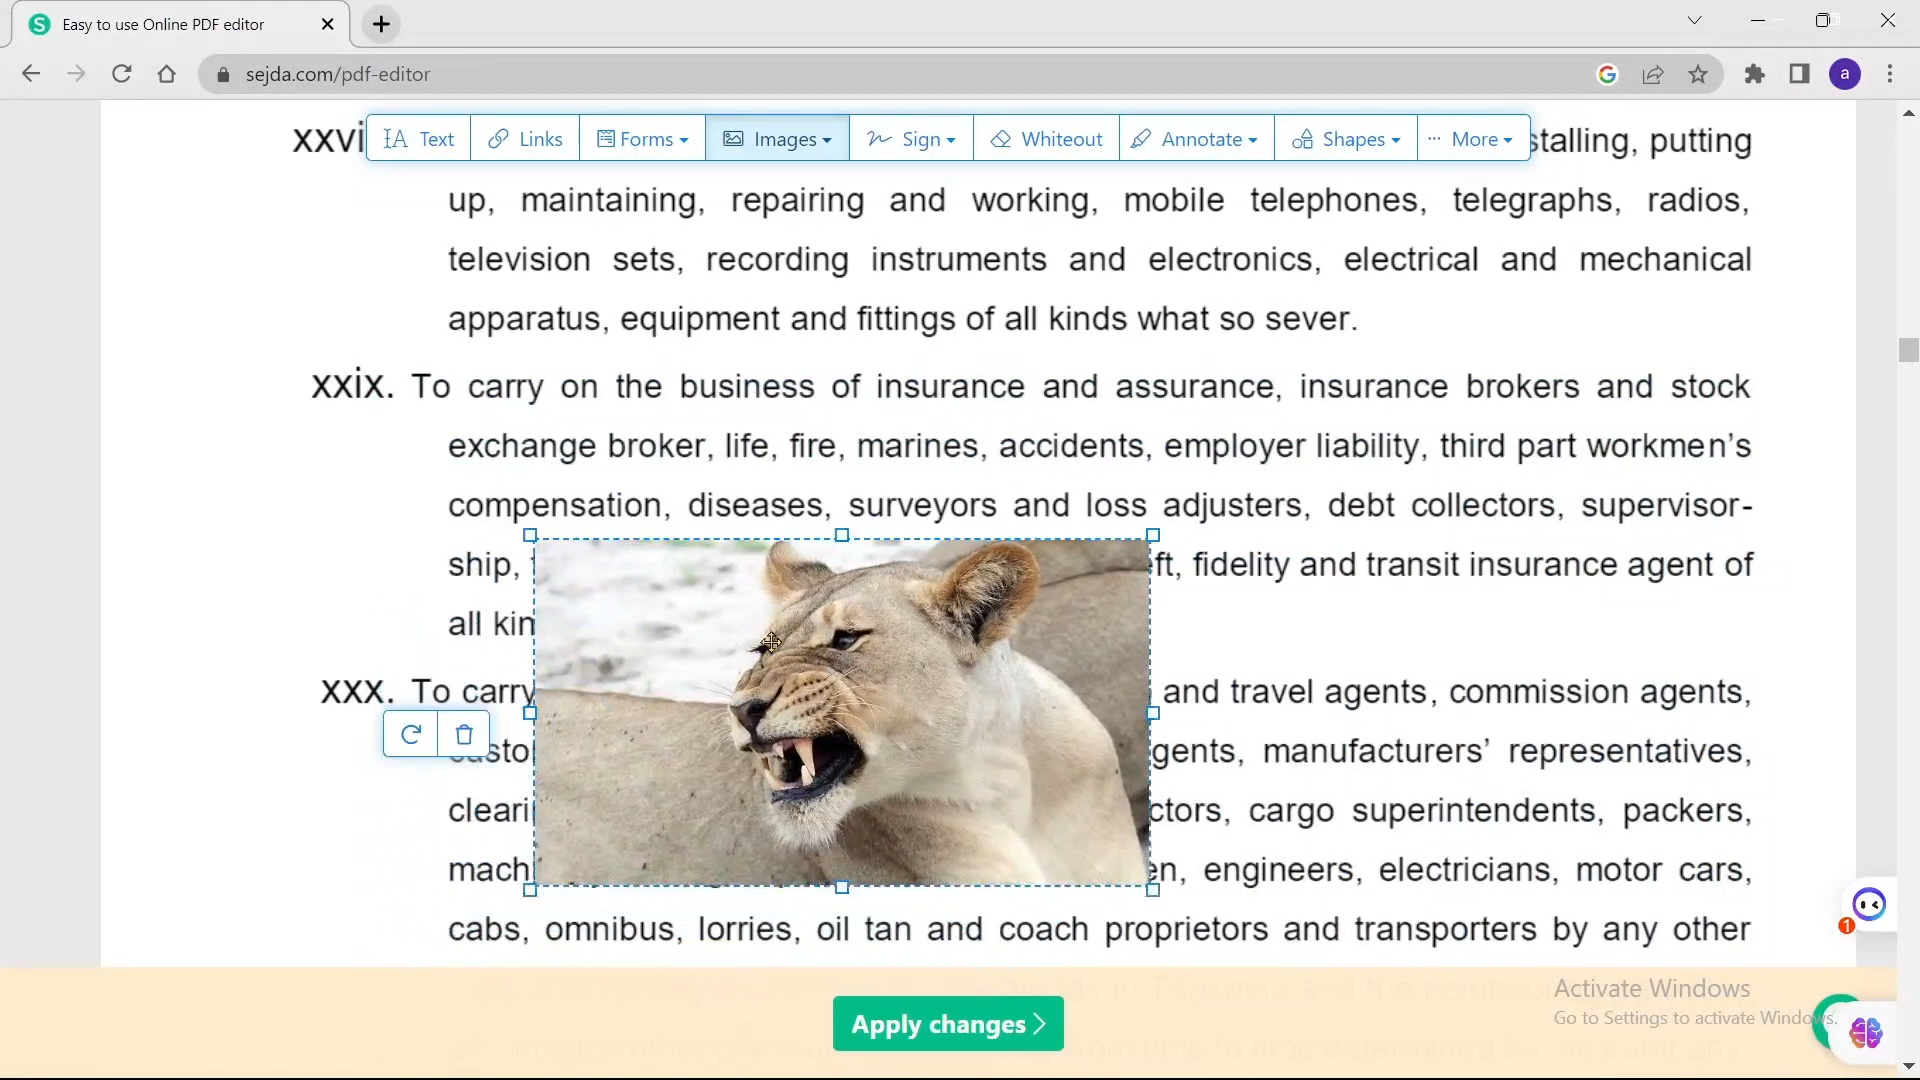 Easy to use Online PDF editor
sejda.com/pdf-editor
a
Text
Links
Forms
Images
Sign
Whiteout
Annotate
Shapes
More
stalling, putting
up, maintaining, repairing and working, mobile telephones, telegraphs, radios,
television sets, recording instruments and electronics, electrical and mechanical
apparatus, equipment and fittings of all kinds what so sever.
xxix. To carry on the business of insurance and assurance, insurance brokers and stock
exchange broker, life, fire, marines, accidents, employer liability, third part workmen’s
compensation, diseases, surveyors and loss adjusters, debt collectors, supervisor-
ship, ft, fidelity and transit insurance agent of
all kin
xxx. To carry and travel agents, commission agents,
gents, manufacturers’ representatives,
cleari ctors, cargo superintendents, packers,
mach en, engineers, electricians, motor cars,
cabs, omnibus, lorries, oil tan and coach proprietors and transporters by any other
Apply changes
Activate Windows
Go to Settings to activate Windows.
1